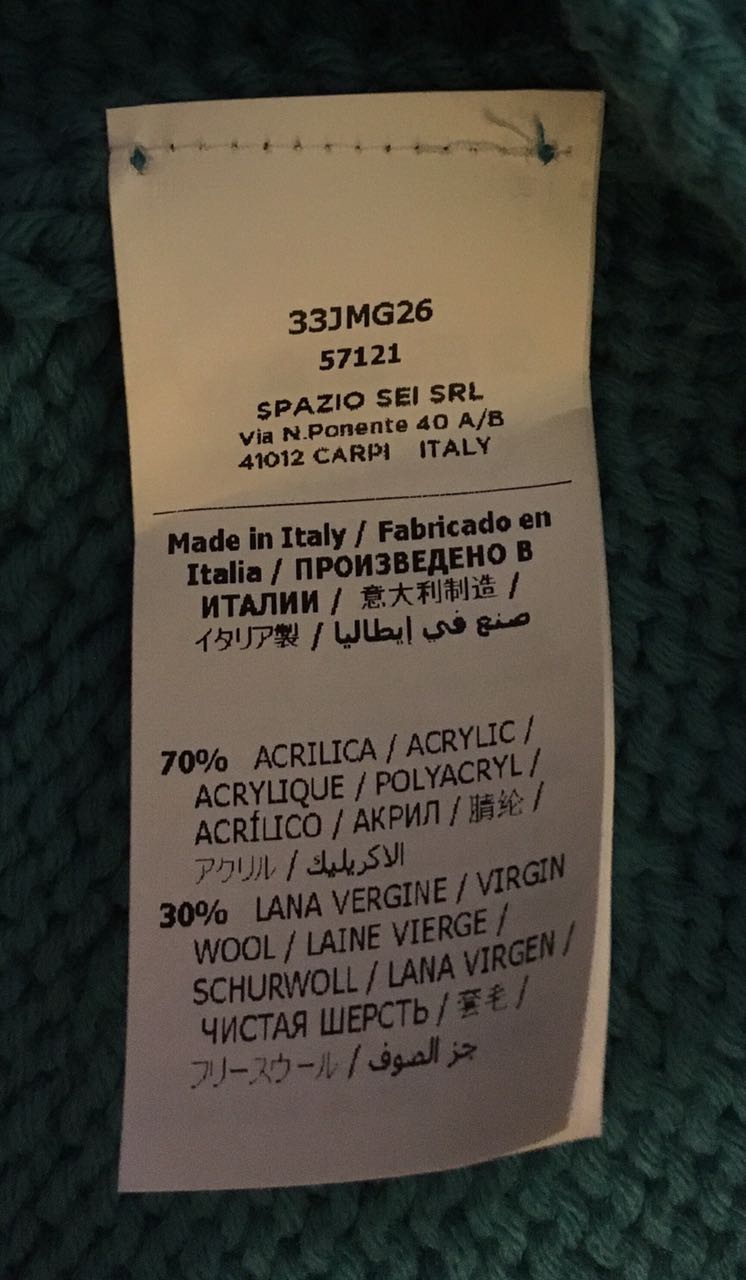 33JMG26
57121
SPAZIO SEI SRL
Via N.Ponente 40 A/B
41012 CARPI ITALY
Made in Italy / Fabricado en
Italia / ПРОИЗВЕДЕНО В
ИТАЛИИ / 意大利制造 /
イタリア製 / صنع في إيطاليا
70% ACRILICA / ACRYLIC /
ACRYLIQUE / POLYACRYL /
ACRÍLICO / АКРИЛ / 腈纶 /
アクリル / الاكريليك
30% LANA VERGINE / VIRGIN
WOOL / LAINE VIERGE /
SCHURWOLL / LANA VIRGEN /
ЧИСТАЯ ШЕРСТЬ / 套毛 /
フリースウール / جز الصوف